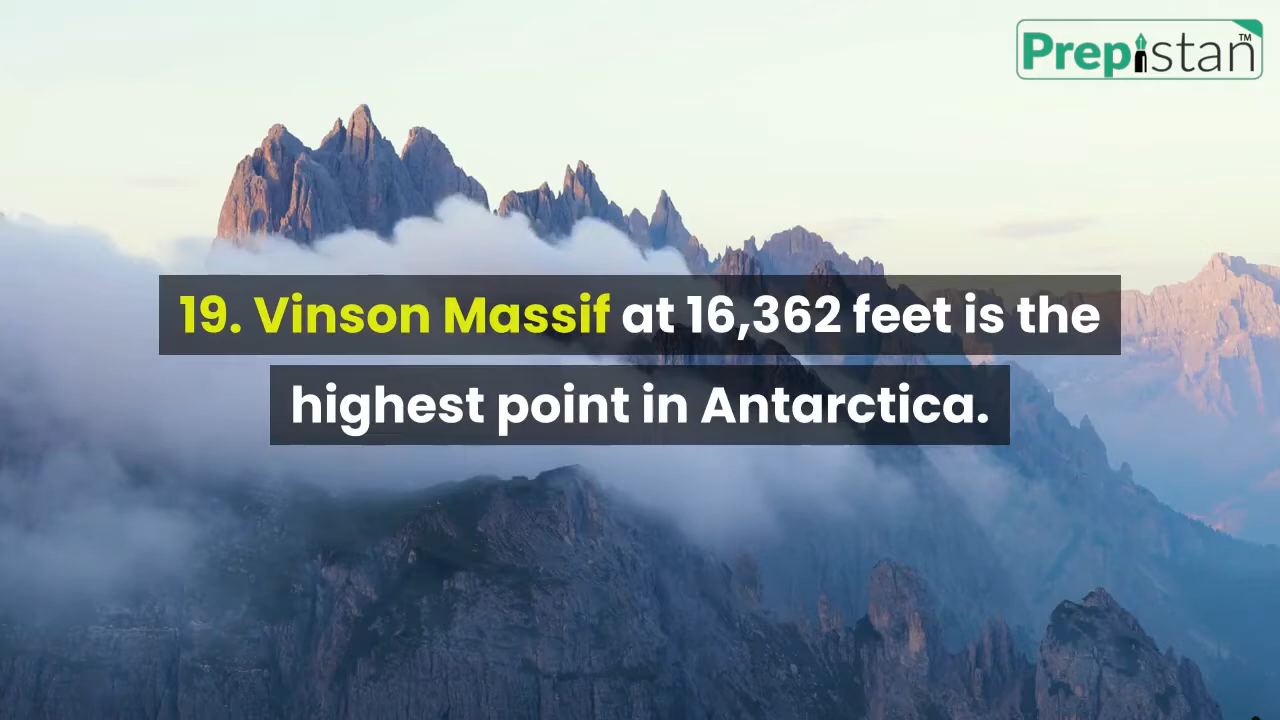 Prepistan™
19. Vinson Massif at 16,362 feet is the
highest point in Antarctica.